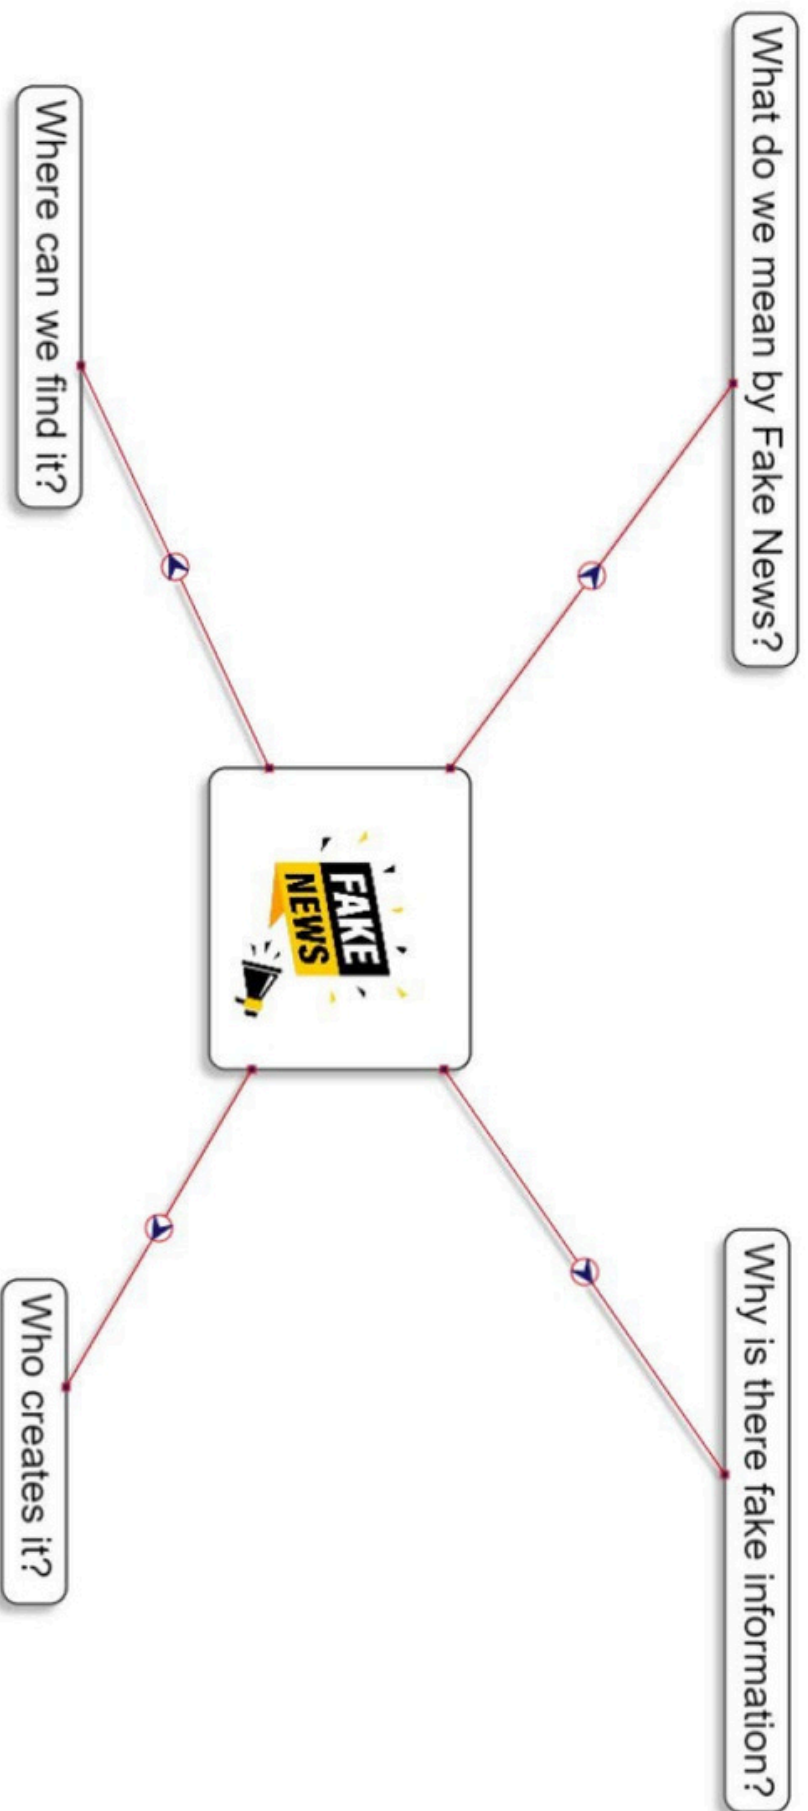 What do we mean by Fake News?
Why is there fake information?
FAKE
NEWS
Where can we find it?
Who creates it?